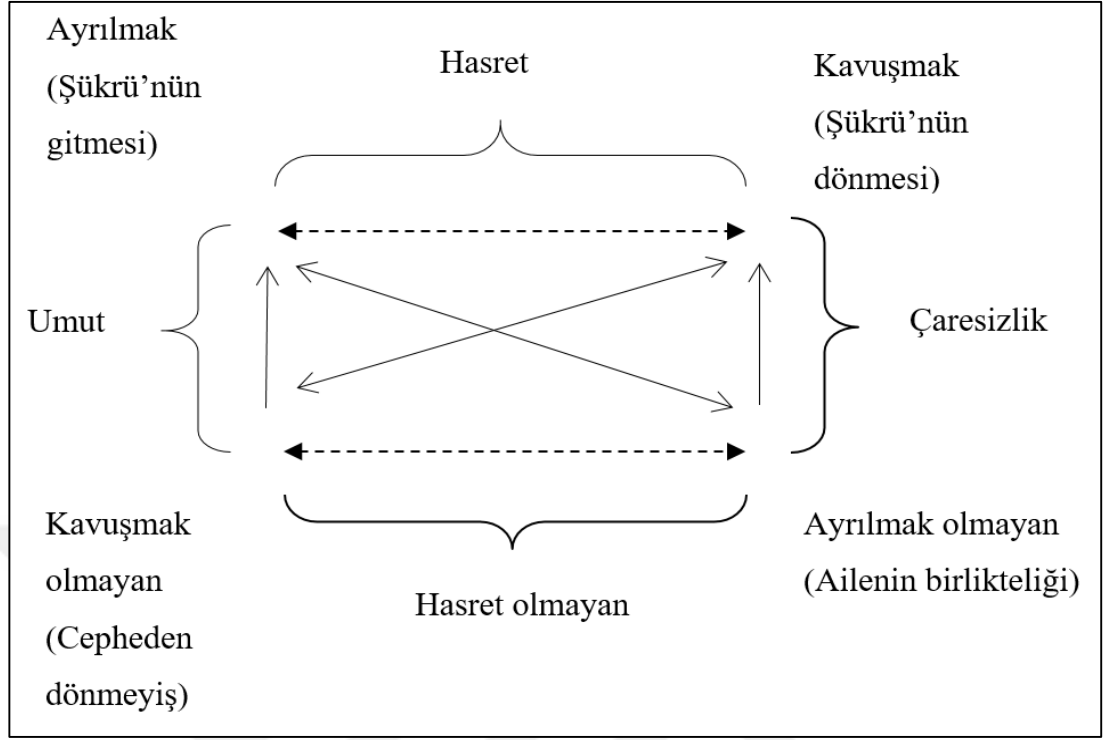 Ayrılmak
(Şükrü’nün
gitmesi)
Hasret
Kavuşmak
(Şükrü’nün
dönmesi)
Umut
Çaresizlik
Kavuşmak
olmayan
(Cepheden
dönmeyiş)
Hasret olmayan
Ayrılmak olmayan
(Ailenin birlikteliği)